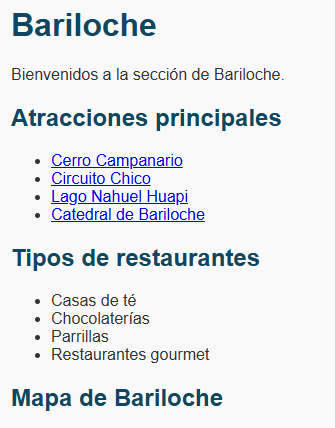 Bariloche
Bienvenidos a la sección de Bariloche.
Atracciones principales
Cerro Campanario
Circuito Chico
Lago Nahuel Huapi
Catedral de Bariloche
Tipos de restaurantes
Casas de té
Chocolaterías
Parrillas
Restaurantes gourmet
Mapa de Bariloche